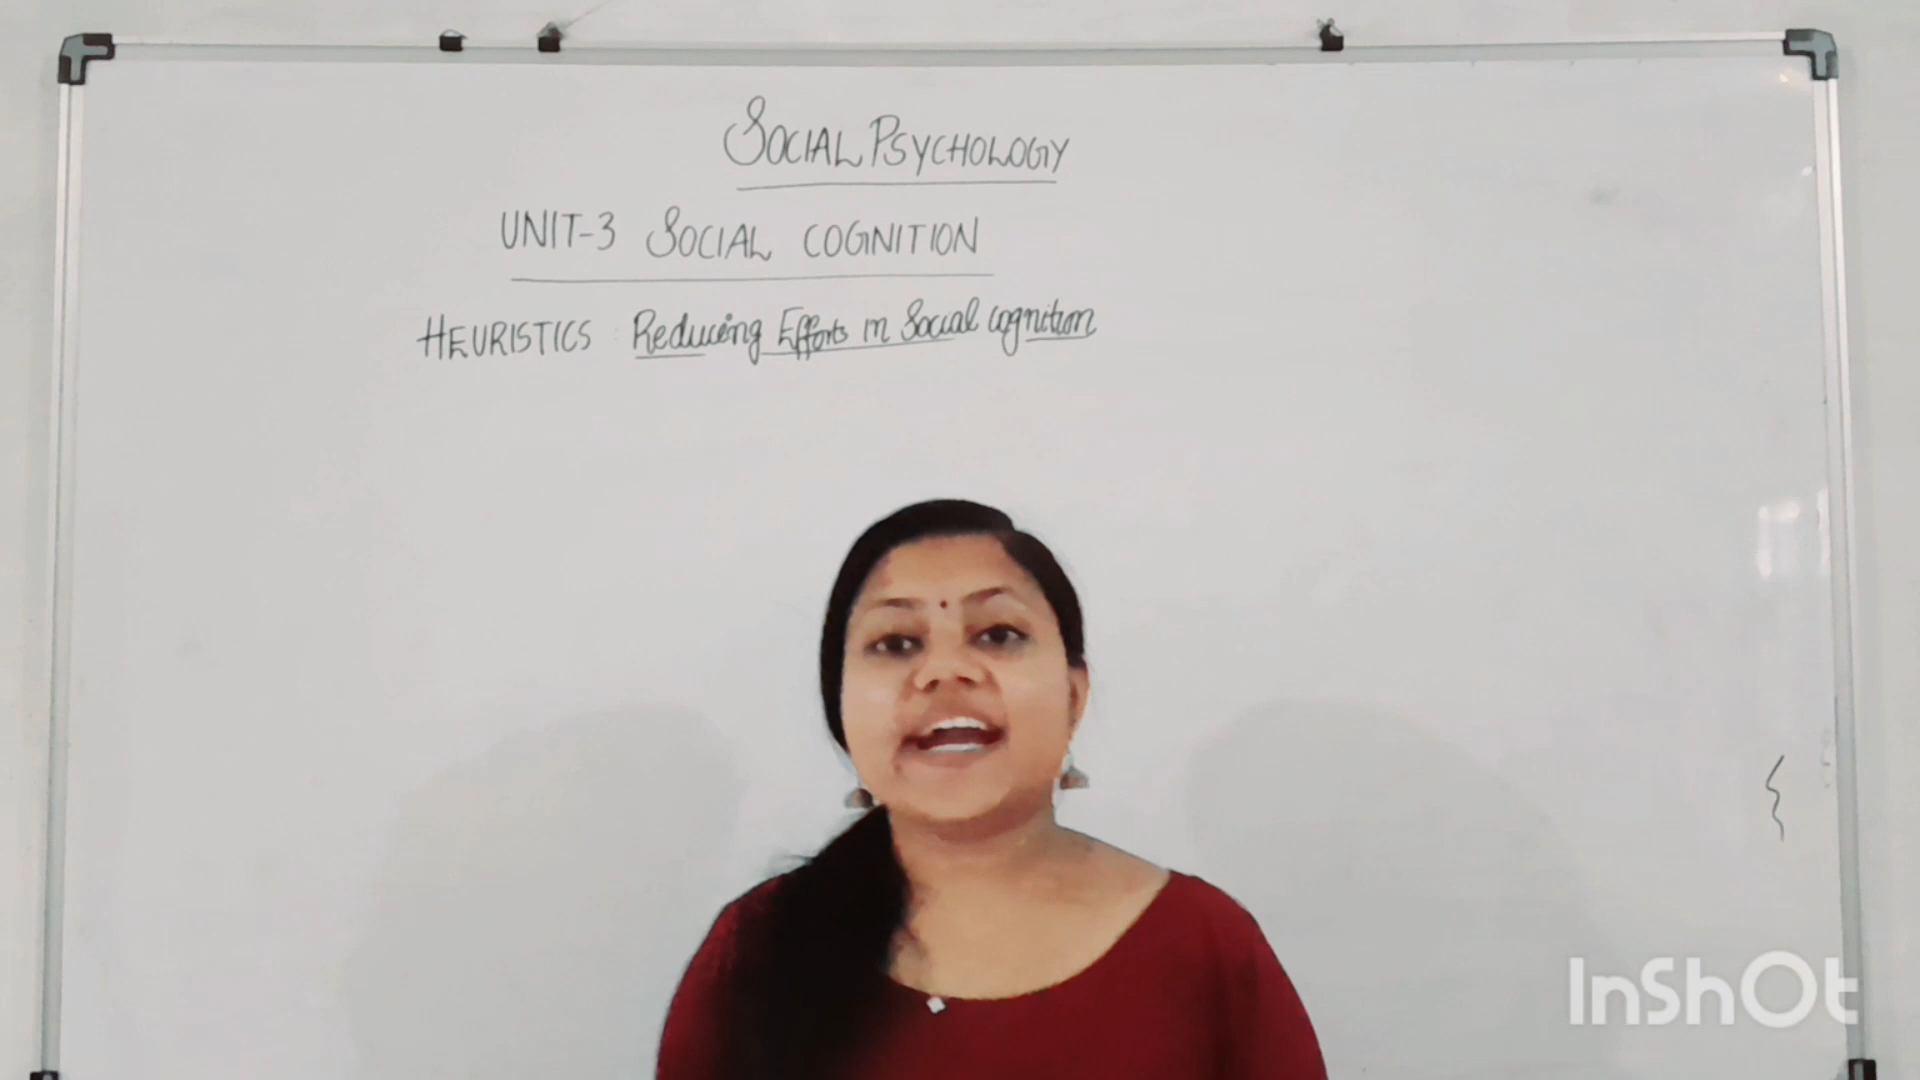 SOCIAL PSYCHOLOGY
UNIT-3 SOCIAL COGNITION
HEURISTICS : Reducing Efforts in Social cognition
InShOt